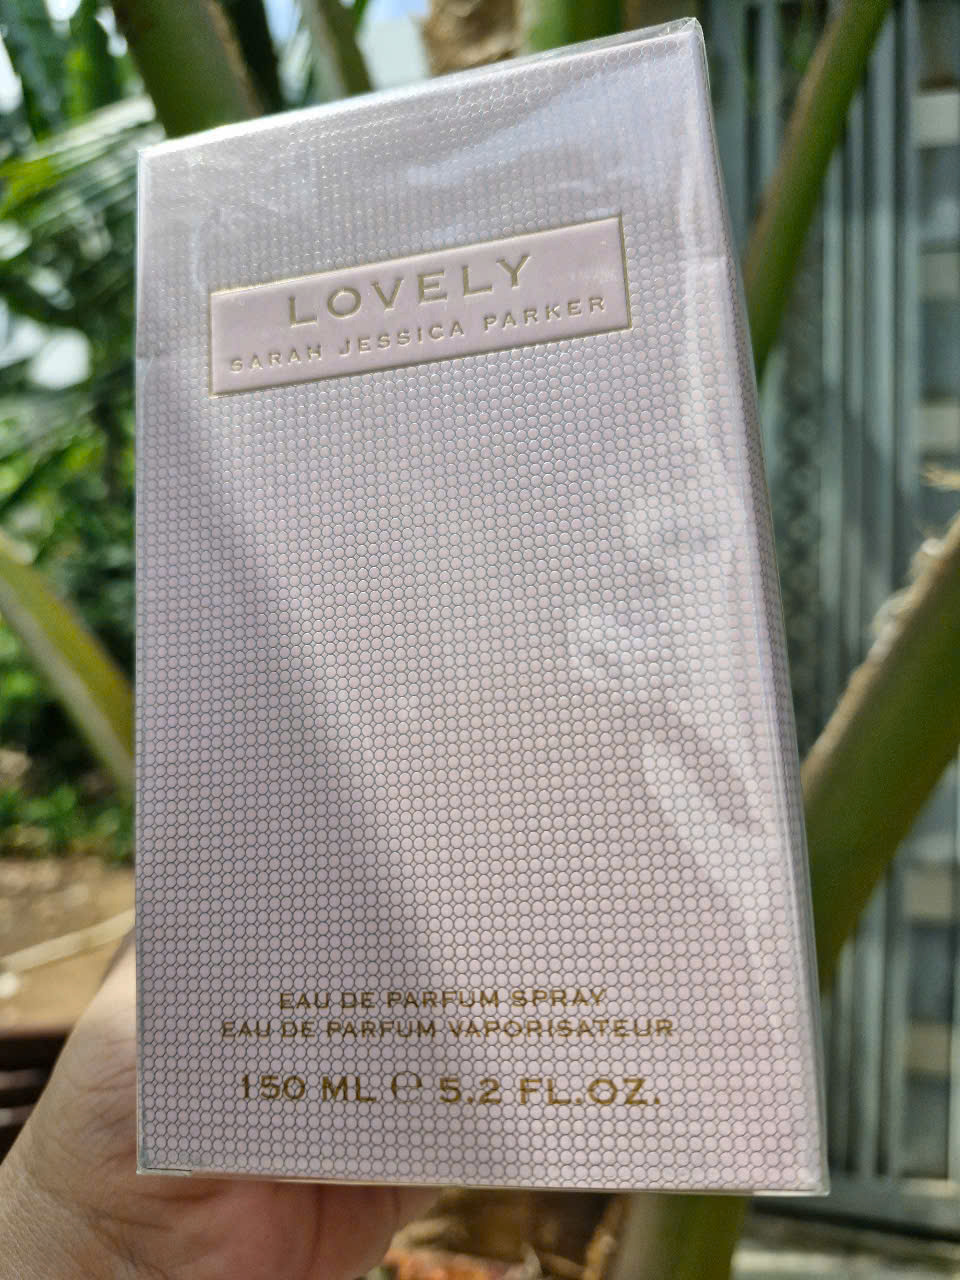 LOVELY
SARAH JESSICA PARKER
EAU DE PARFUM SPRAY
EAU DE PARFUM VAPORISATEUR
150 ML ℮ 5.2 FL.OZ.